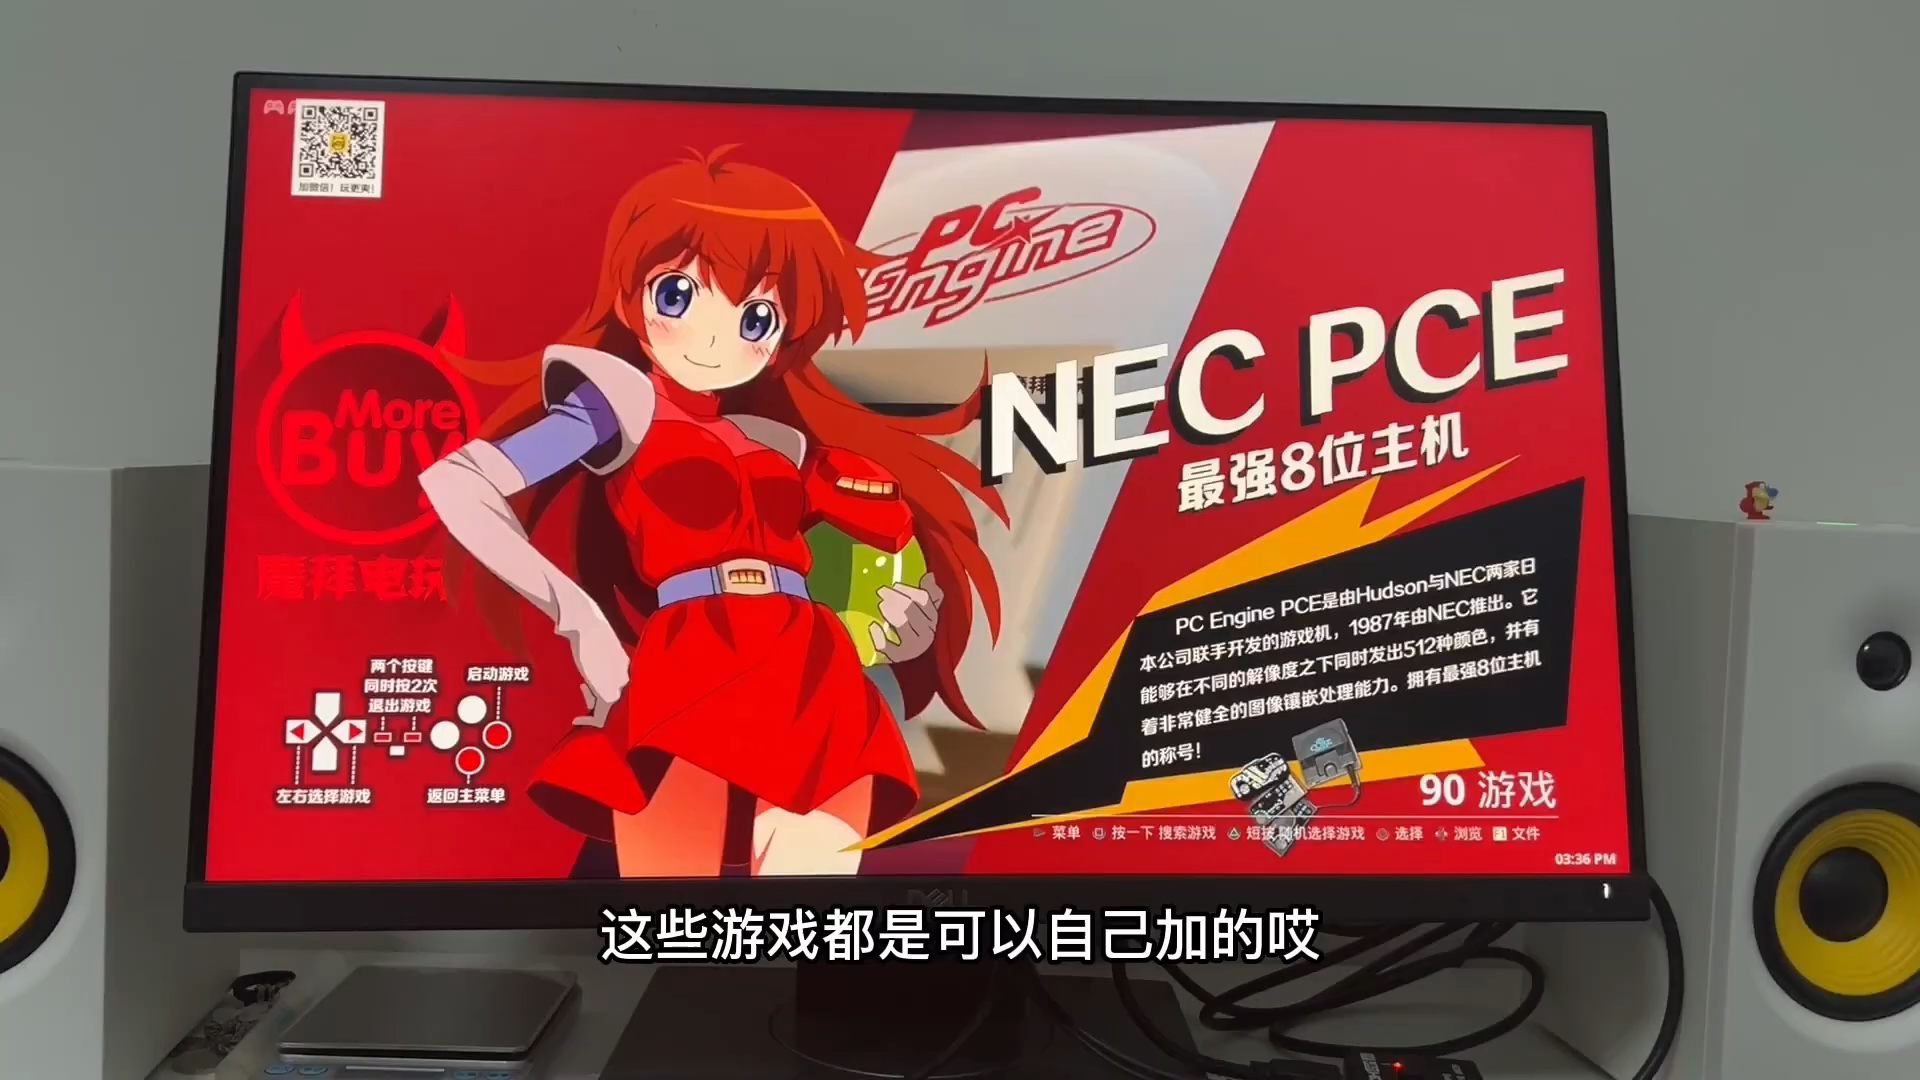 加微信！玩更爽！
PC
Engine
NEC PCE
最强8位主机
More
BUY
魔拜电玩
PC Engine PCE是由Hudson与NEC两家日
本公司联手开发的游戏机，1987年由NEC推出。它
能够在不同的解像度之下同时发出512种颜色，并有
着非常健全的图像镶嵌处理能力。拥有最强8位主机
的称号！
两个按键
同时按2次
退出游戏
启动游戏
左右选择游戏
返回主菜单
90 游戏
菜单 按一下 搜索游戏 短按 随机选择游戏 选择 浏览 F1 文件
03:36 PM
DELL
这些游戏都是可以自己加的哎